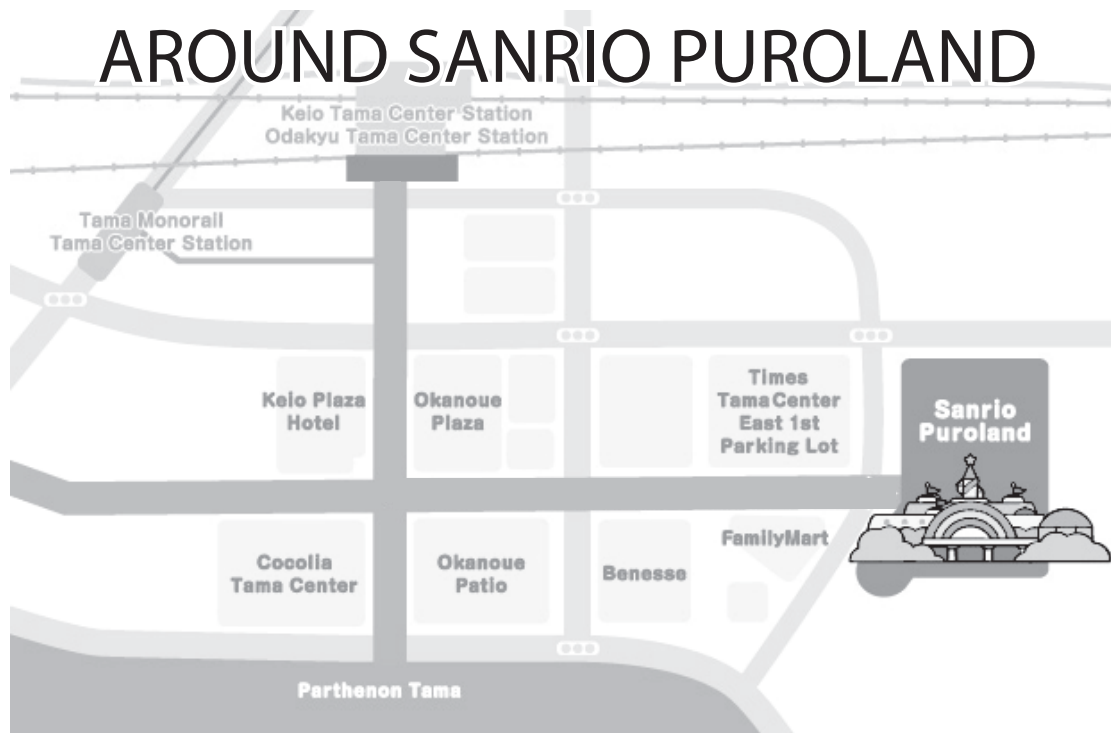 AROUND SANRIO PUROLAND
Keio Tama Center Station
Odakyu Tama Center Station
Tama Monorail
Tama Center Station
Keio Plaza
Hotel
Okanoue
Plaza
Times
Tama Center
East 1st
Parking Lot
Sanrio
Puroland
Cocolia
Tama Center
Okanoue
Patio
Benesse
FamilyMart
Parthenon Tama